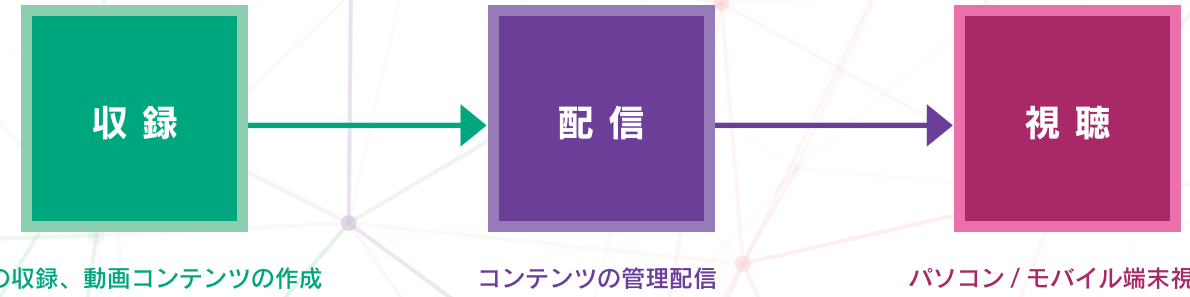 収録
配信
視聴
の収録、動画コンテンツの作成
コンテンツの管理配信
パソコン / モバイル端末視